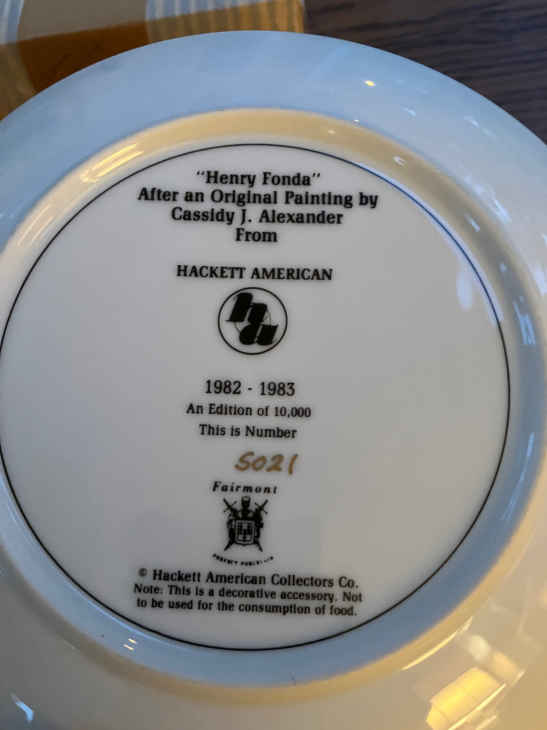 "Henry Fonda"
After an Original Painting by
Cassidy J. Alexander
From
HACKETT AMERICAN
ha
1982 - 1983
An Edition of 10,000
This is Number
5021
Fairmont
© Hackett American Collectors Co.
Note: This is a decorative accessory. Not
to be used for the consumption of food.